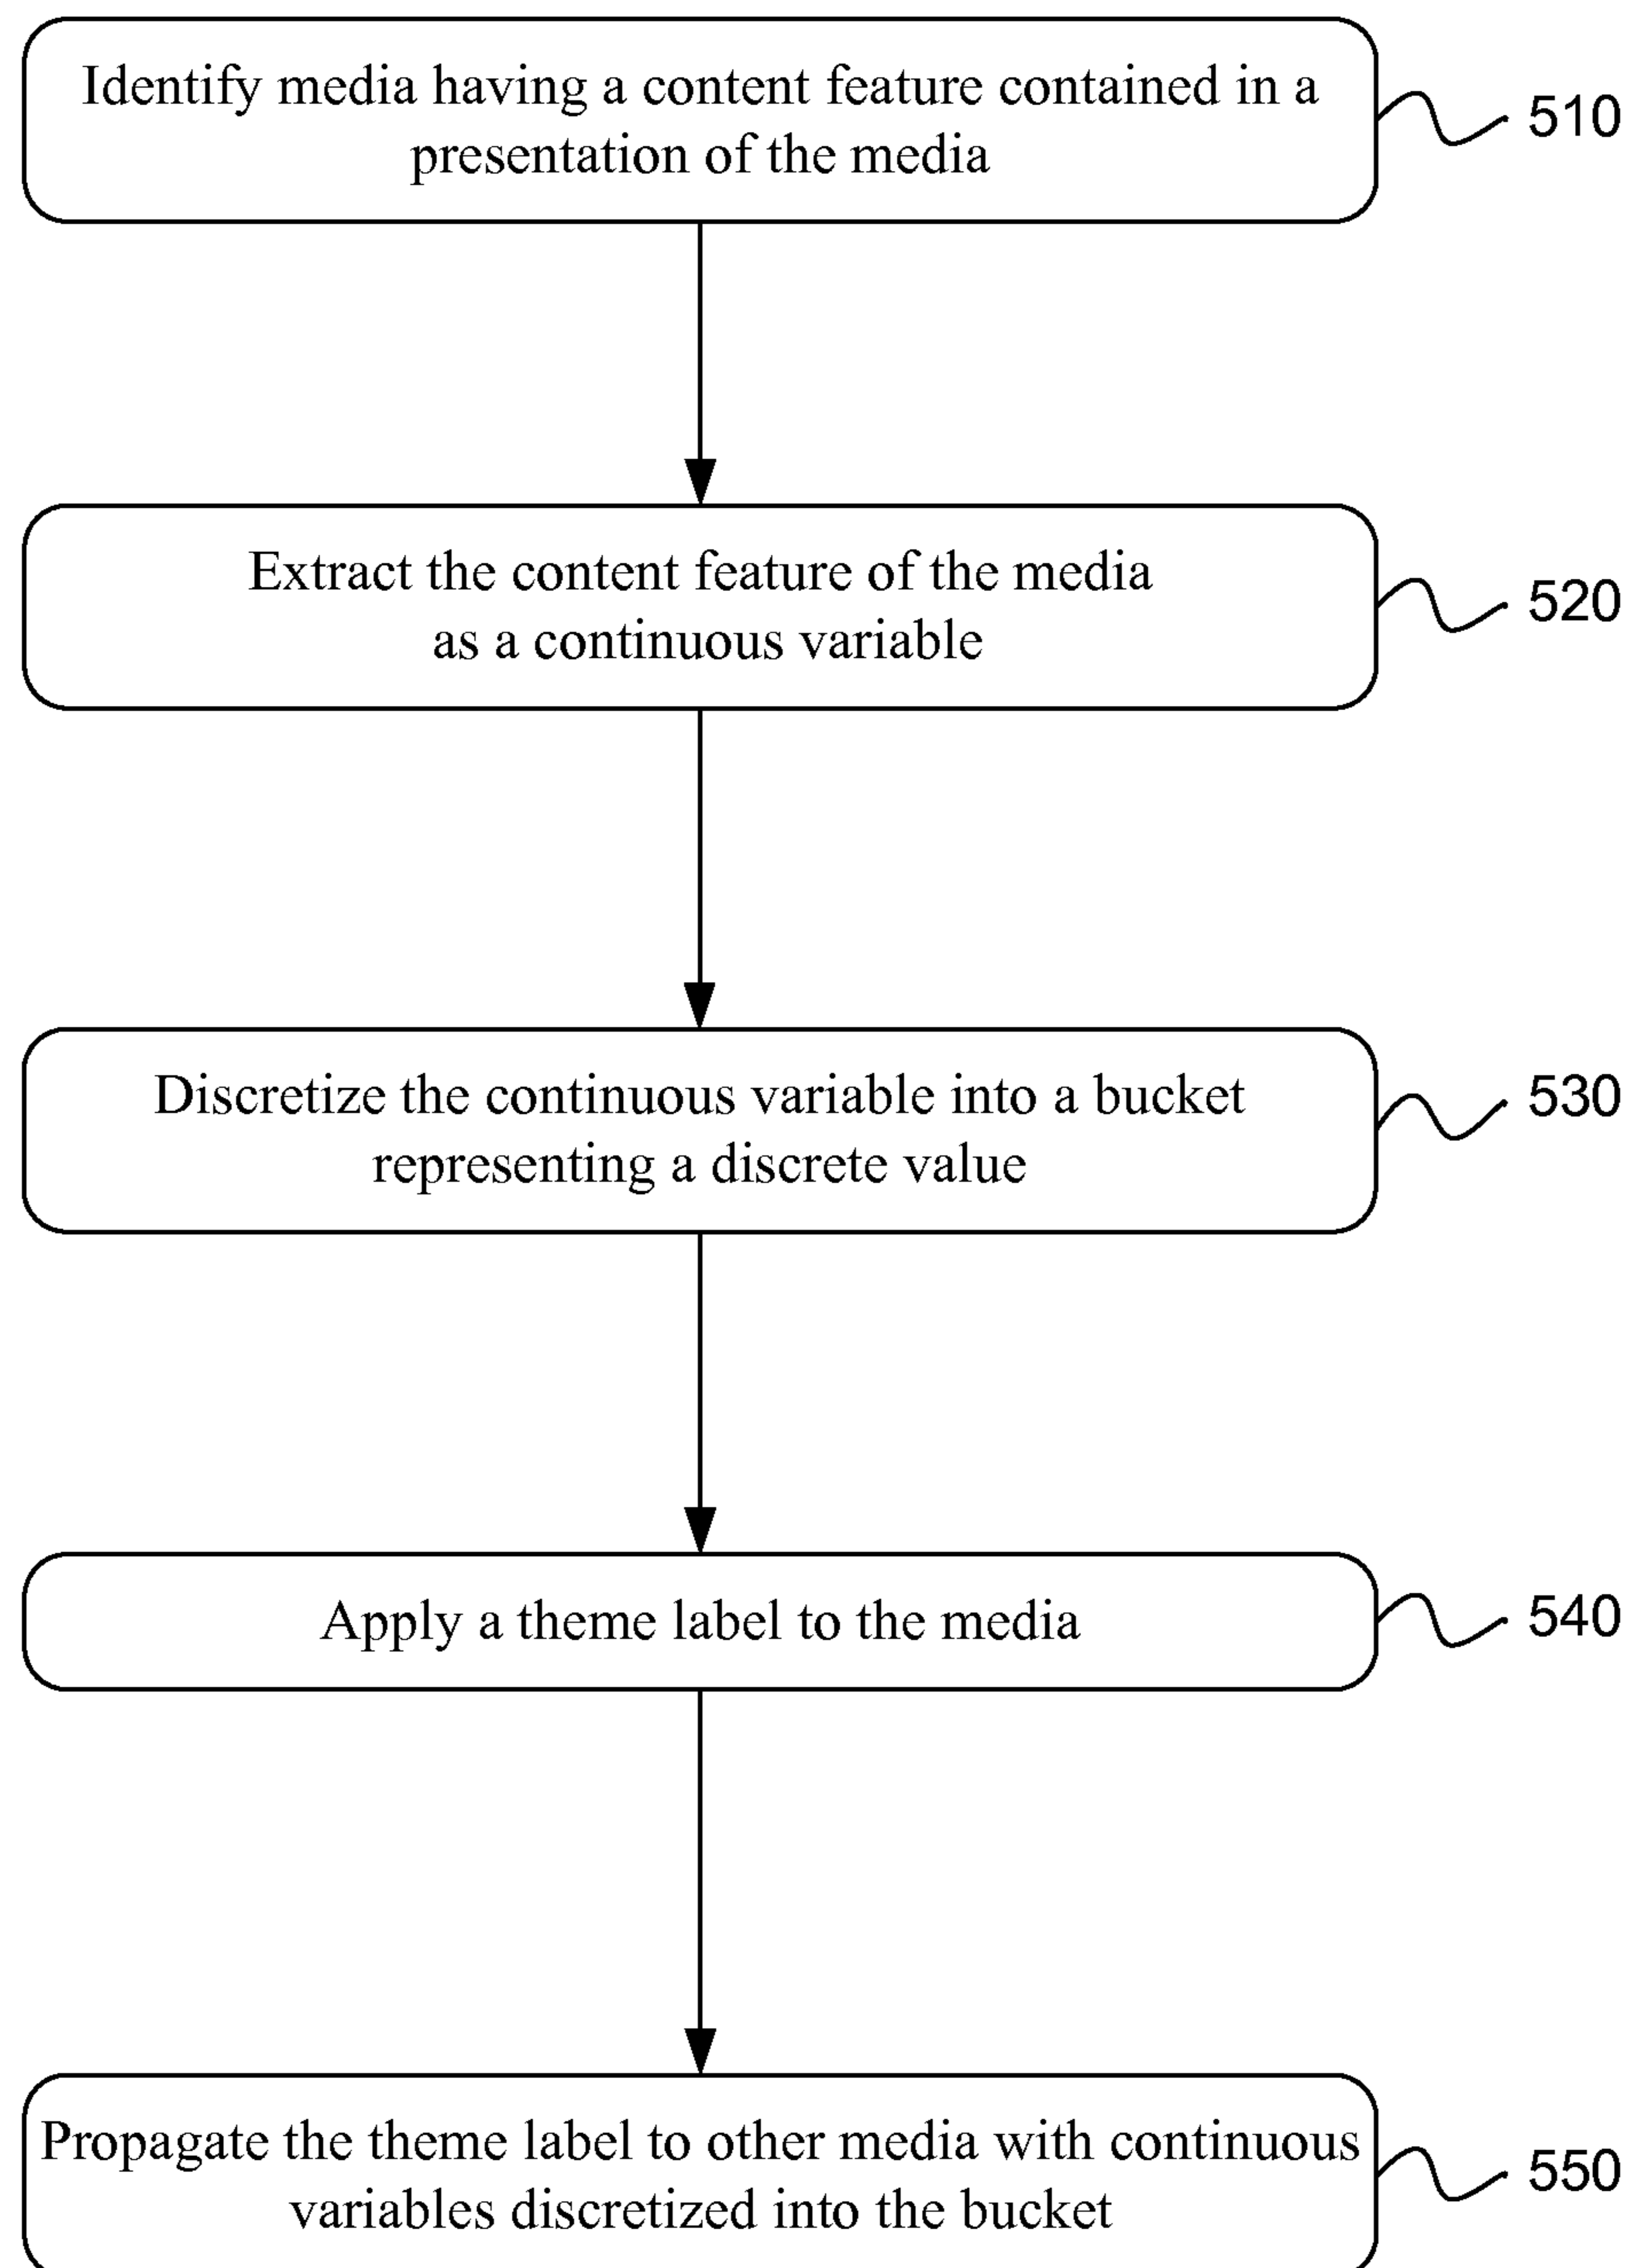 Identify media having a content feature contained in a
presentation of the media
510
Extract the content feature of the media
as a continuous variable
520
Discretize the continuous variable into a bucket
representing a discrete value
530
Apply a theme label to the media
540
Propagate the theme label to other media with continuous
variables discretized into the bucket
550